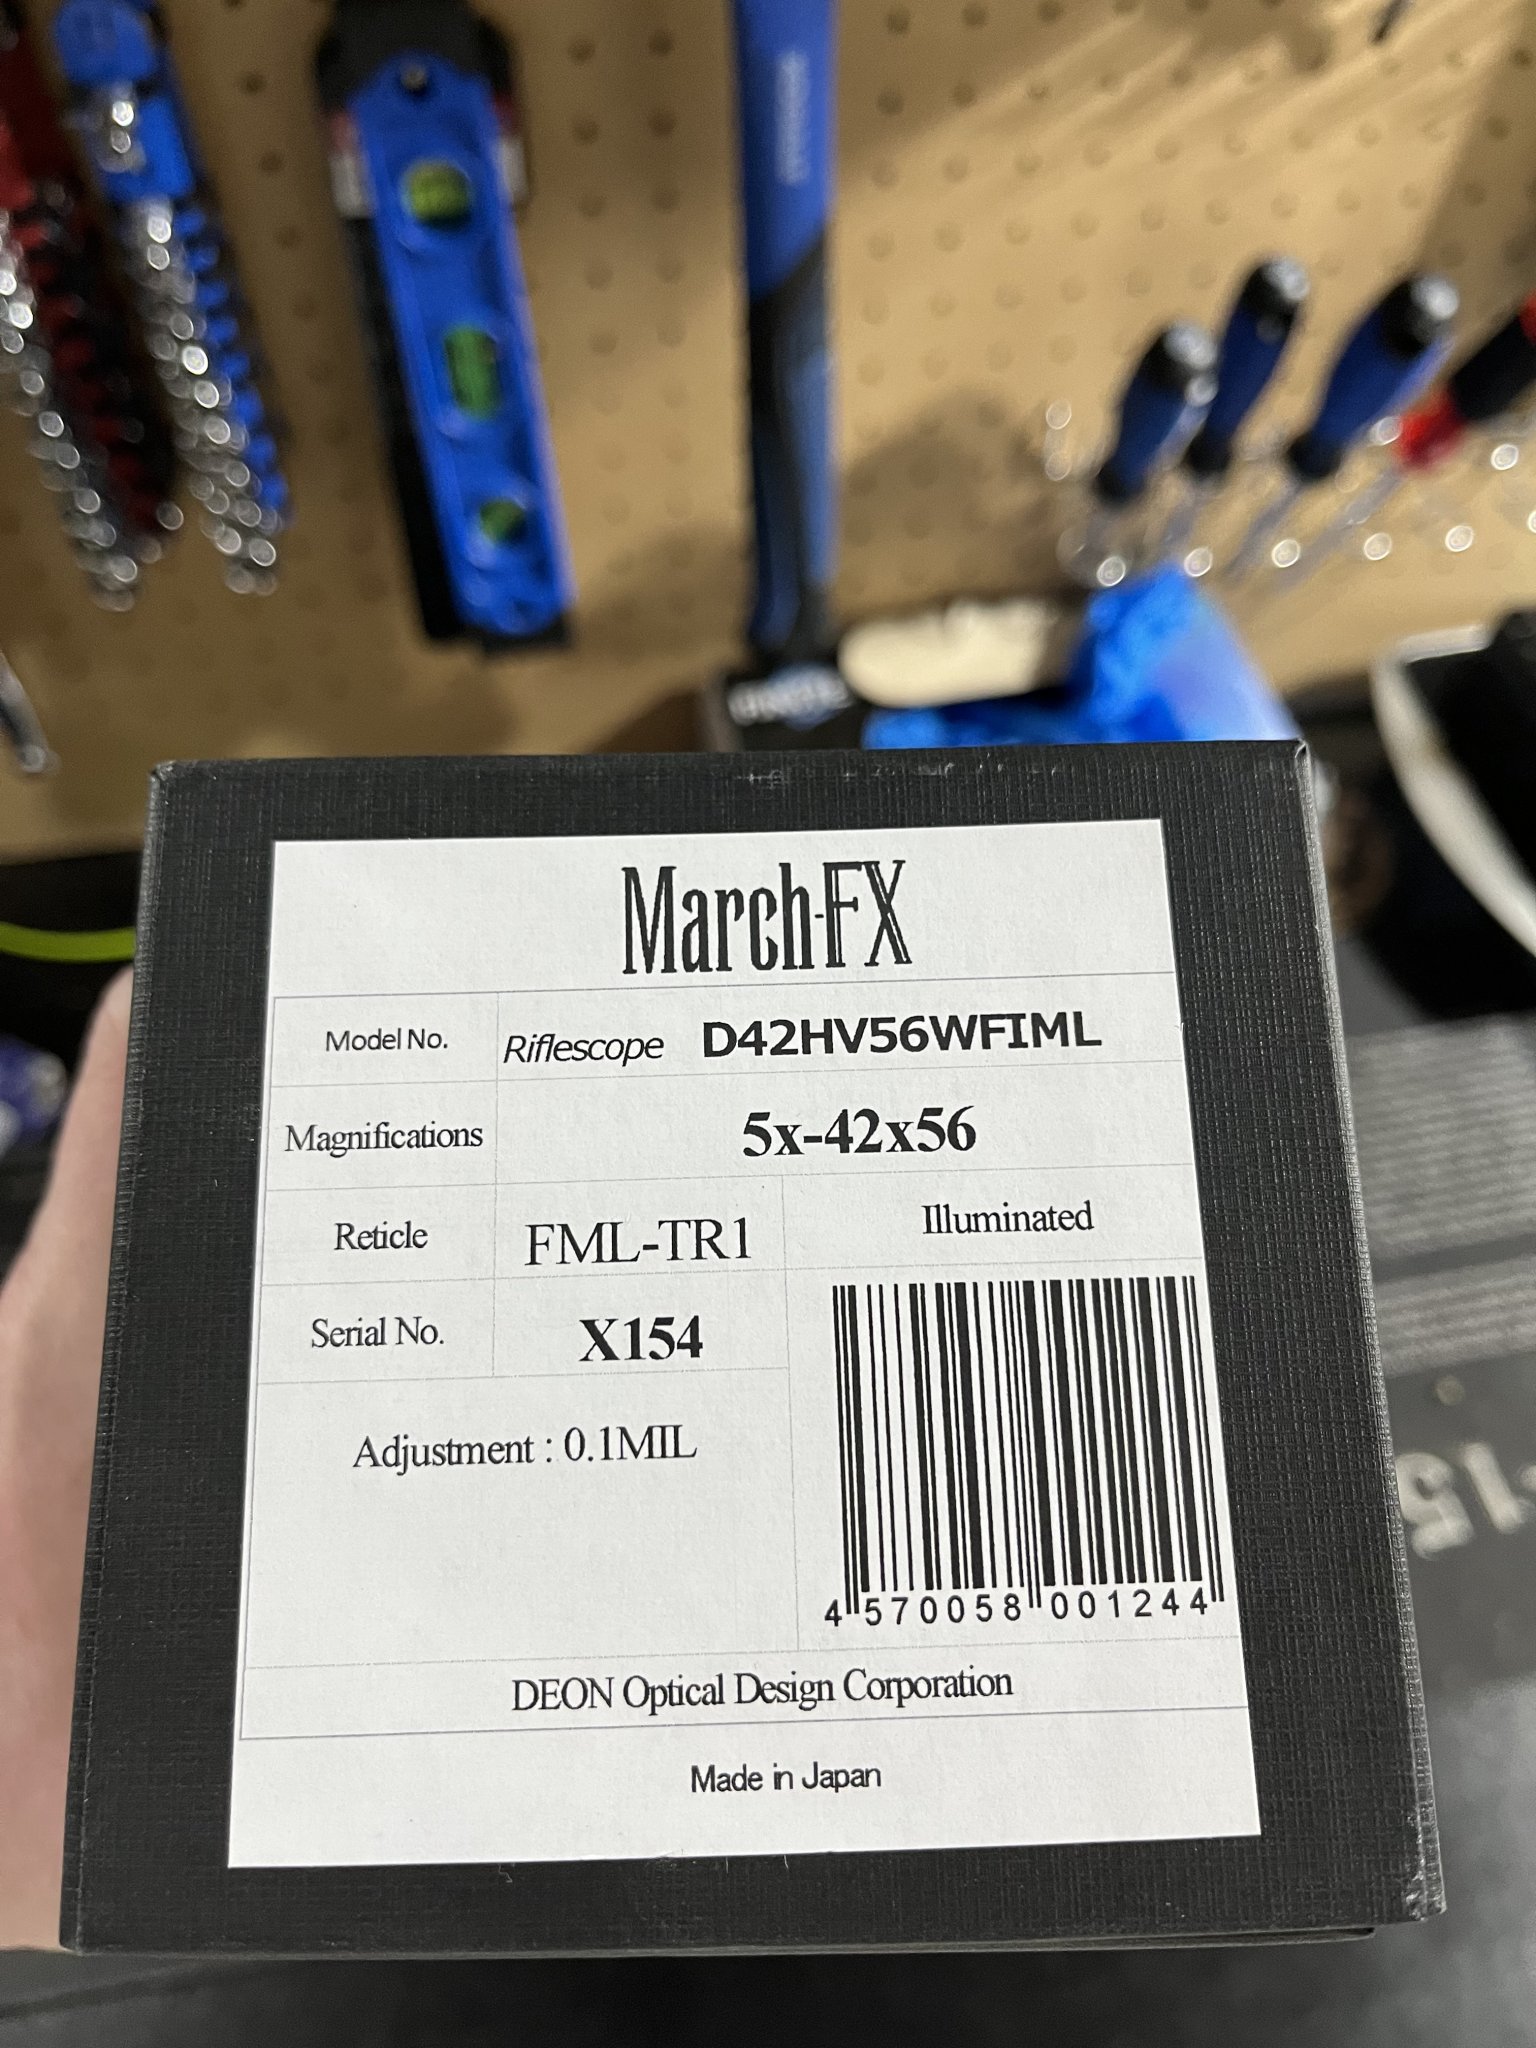 March-FX
Model No. Riflescope D42HV56WFIML
Magnifications 5x-42x56
Reticle FML-TR1 Illuminated
Serial No. X154
Adjustment : 0.1MIL
4 570058 001244
DEON Optical Design Corporation
Made in Japan
15